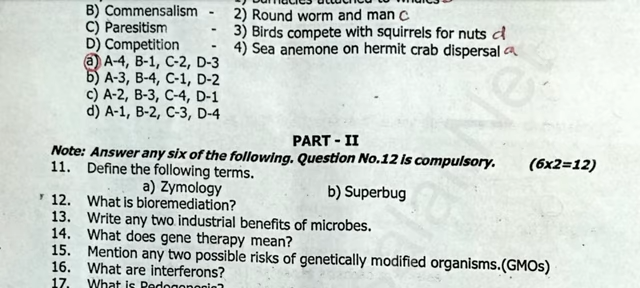 B) Commensalism - 2) Round worm and man c
C) Paresitism - 3) Birds compete with squirrels for nuts d
D) Competition - 4) Sea anemone on hermit crab dispersal a
a) A-4, B-1, C-2, D-3
b) A-3, B-4, C-1, D-2
c) A-2, B-3, C-4, D-1
d) A-1, B-2, C-3, D-4
PART - II
Note: Answer any six of the following. Question No.12 is compulsory. (6x2=12)
11. Define the following terms.
a) Zymology b) Superbug
12. What is bioremediation?
13. Write any two industrial benefits of microbes.
14. What does gene therapy mean?
15. Mention any two possible risks of genetically modified organisms.(GMOs)
16. What are interferons?
17. What is Pedogenesis?